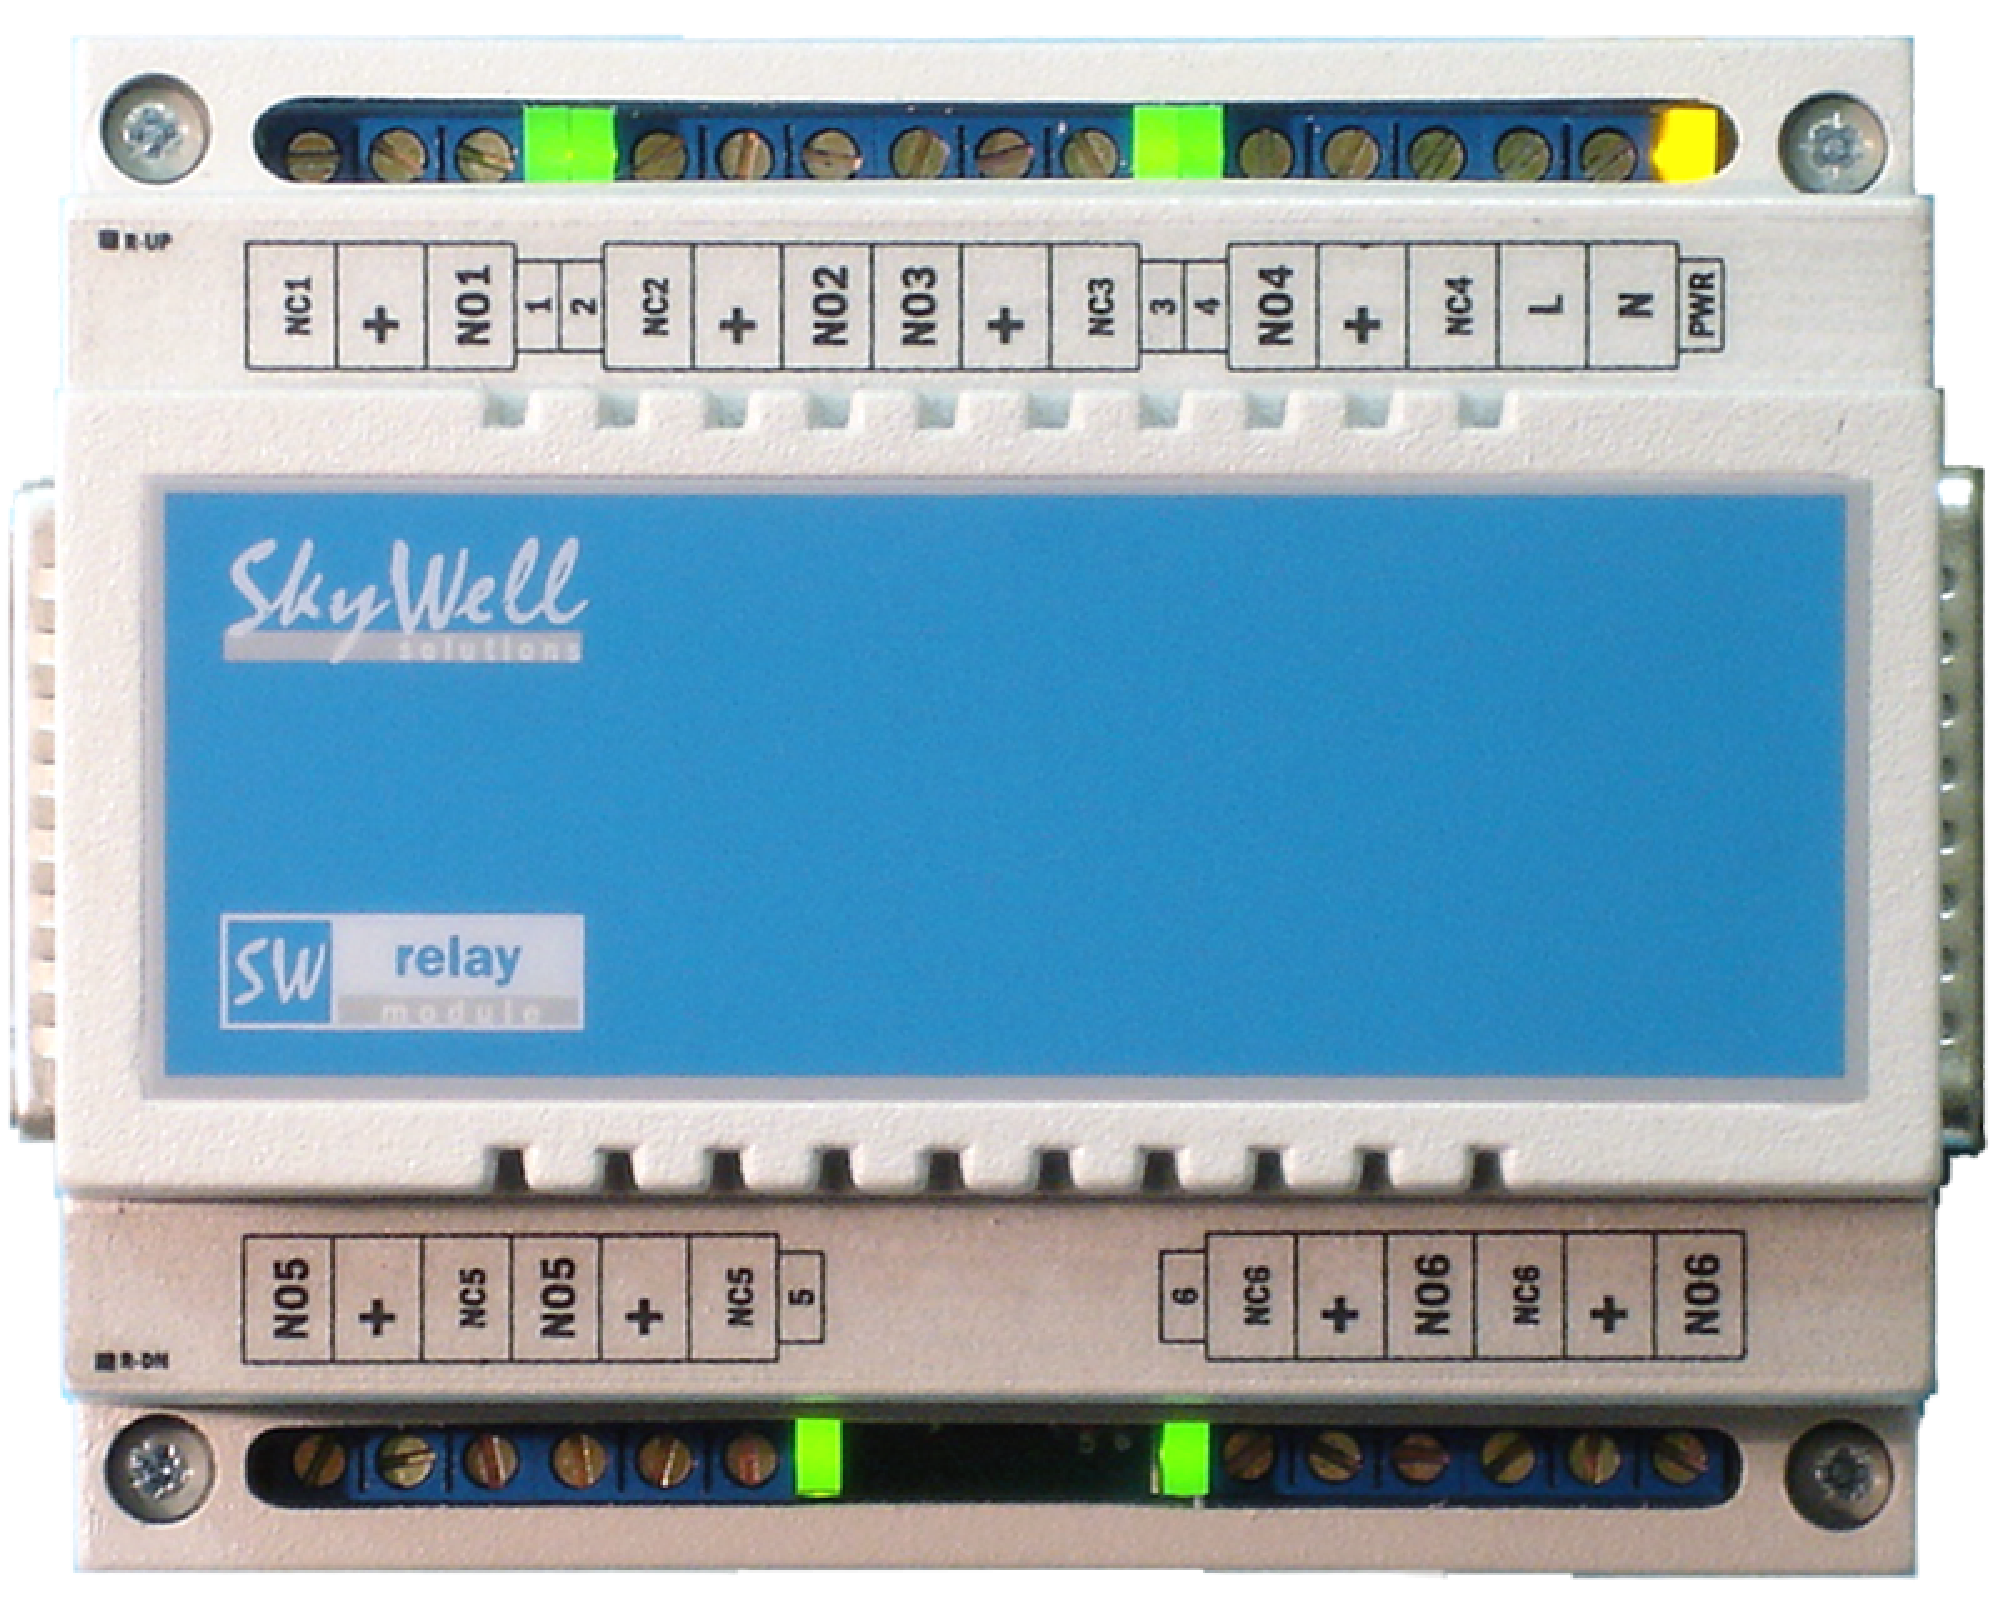 R-UP
NC1 + NO1 1 2 NC2 + NO2 NO3 + NC3 3 4 NO4 + NC4 L N PWR
SkyWell
solutions
SW relay
module
NO5 + NC5 NO5 + NC5 5 6 NC6 + NO6 NC6 + NO6
R-DN